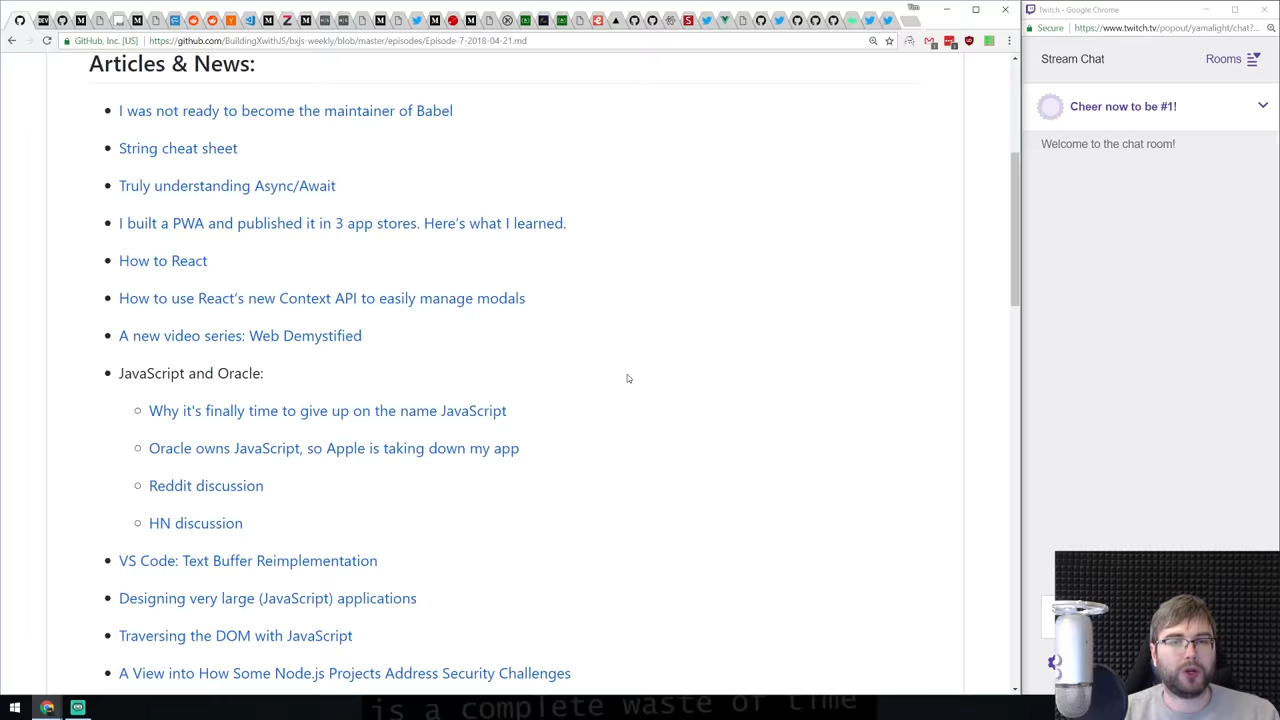 Tim
DEV
Twitch - Google Chrome
GitHub, Inc. [US]
https://github.com/BuildingXwithJS/bxjs-weekly/blob/master/episodes/Episode-7-2018-04-21.md
Secure
https://www.twitch.tv/popout/yamalight/chat?...
Articles & News:
Stream Chat
Rooms
Cheer now to be #1!
Welcome to the chat room!
I was not ready to become the maintainer of Babel
String cheat sheet
Truly understanding Async/Await
I built a PWA and published it in 3 app stores. Here's what I learned.
How to React
How to use React's new Context API to easily manage modals
A new video series: Web Demystified
JavaScript and Oracle:
Why it's finally time to give up on the name JavaScript
Oracle owns JavaScript, so Apple is taking down my app
Reddit discussion
HN discussion
VS Code: Text Buffer Reimplementation
Designing very large (JavaScript) applications
Traversing the DOM with JavaScript
A View into How Some Node.js Projects Address Security Challenges
is a complete waste of time